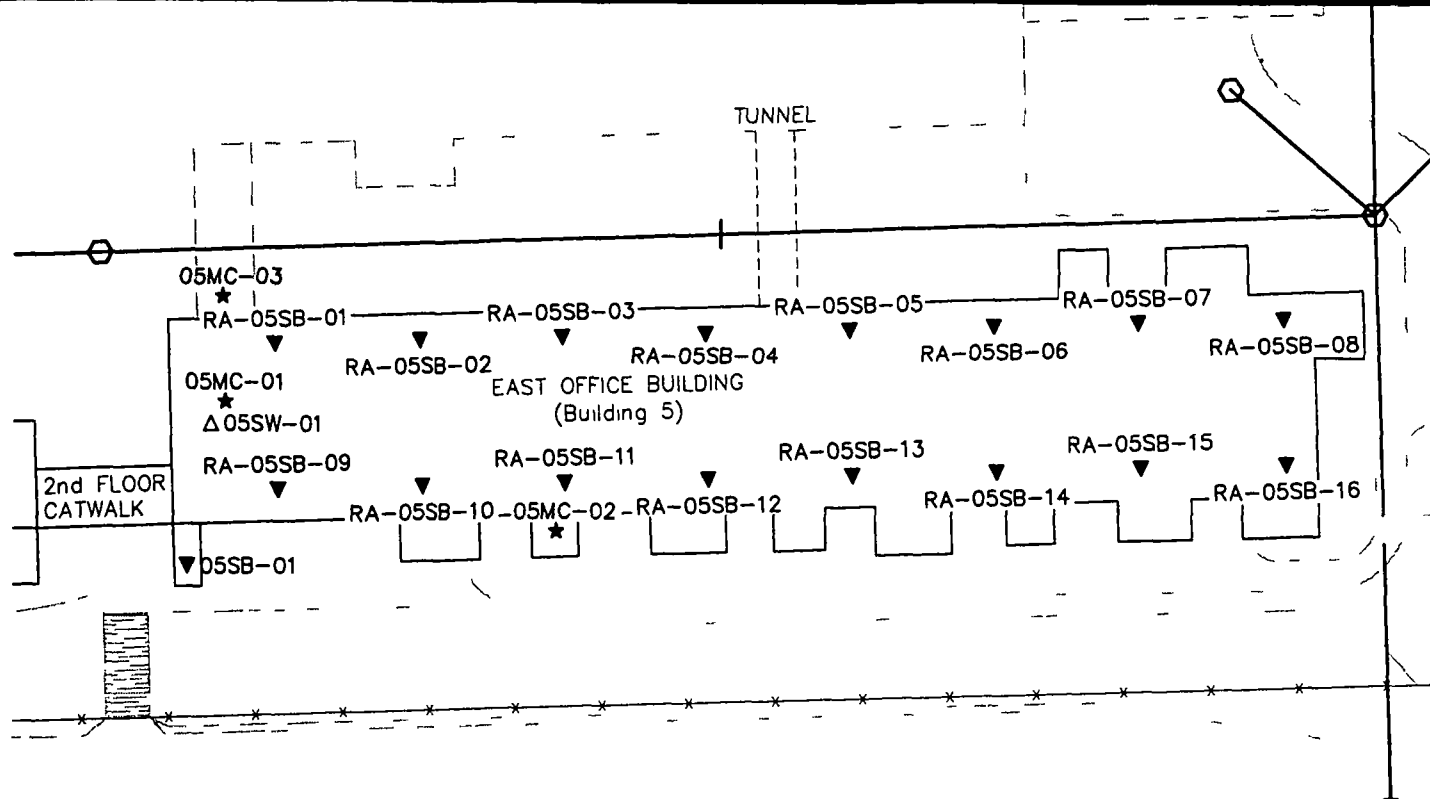 TUNNEL
05MC-03
RA-05SB-01
RA-05SB-02
RA-05SB-03
RA-05SB-04
RA-05SB-05
RA-05SB-06
RA-05SB-07
RA-05SB-08
EAST OFFICE BUILDING
(Building 5)
05MC-01
05SW-01
RA-05SB-09
RA-05SB-10
RA-05SB-11
05MC-02
RA-05SB-12
RA-05SB-13
RA-05SB-14
RA-05SB-15
RA-05SB-16
2nd FLOOR
CATWALK
05SB-01